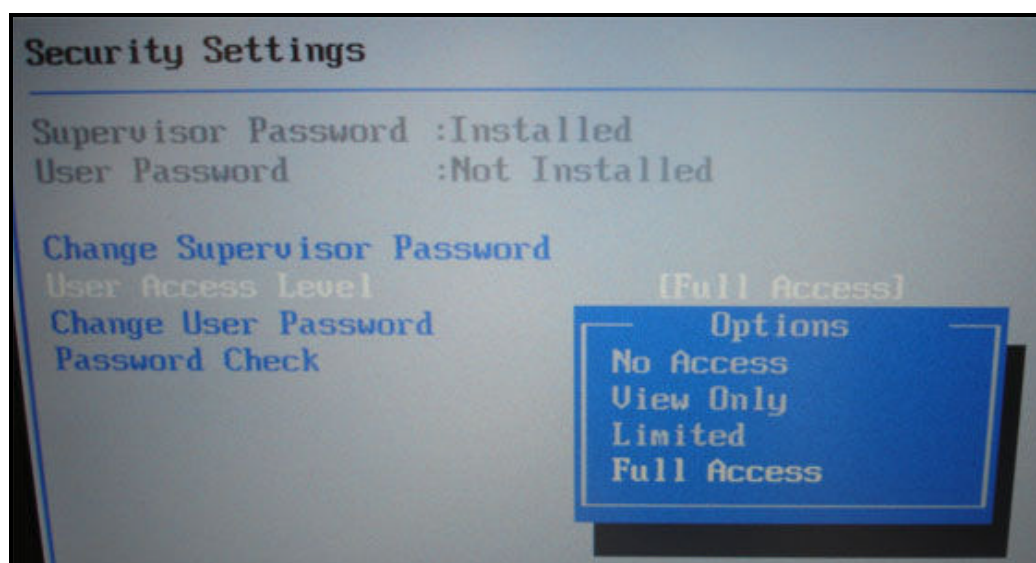 Security Settings
Supervisor Password :Installed
User Password :Not Installed
Change Supervisor Password
User Access Level [Full Access]
Change User Password
Password Check
Options
No Access
View Only
Limited
Full Access